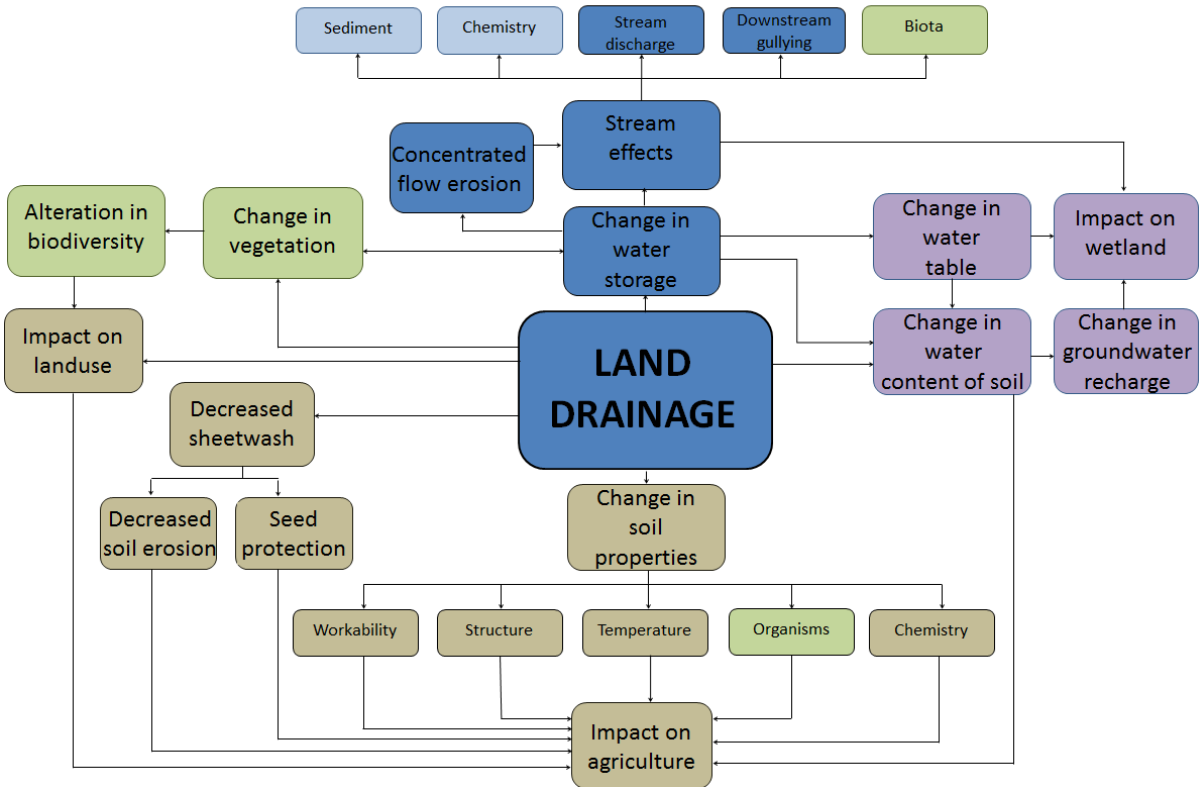 Sediment
Chemistry
Stream
discharge
Downstream
gullying
Biota
Stream
effects
Concentrated
flow erosion
Alteration in
biodiversity
Change in
vegetation
Change in
water
storage
Change in
water
table
Impact on
wetland
Impact on
landuse
LAND
DRAINAGE
Change in
water
content of soil
Change in
groundwater
recharge
Decreased
sheetwash
Decreased
soil erosion
Seed
protection
Change in
soil
properties
Workability
Structure
Temperature
Organisms
Chemistry
Impact on
agriculture